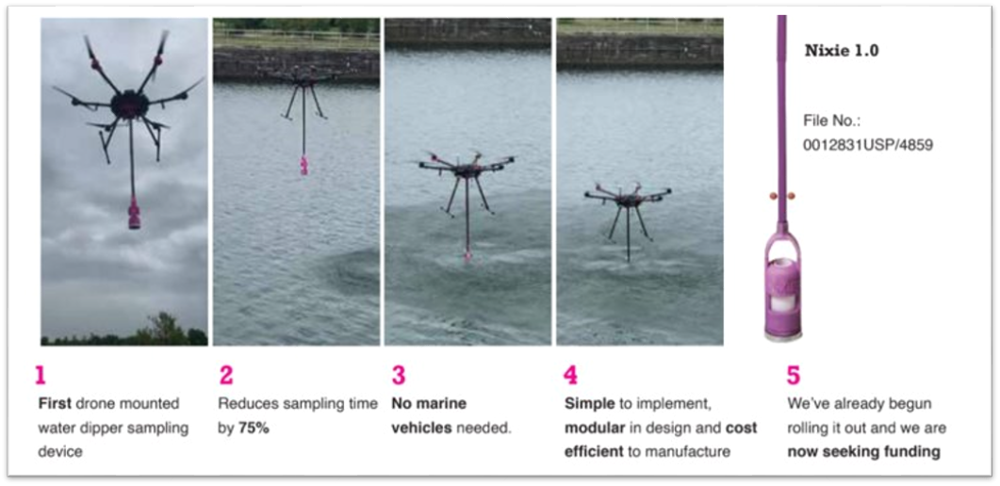 Nixie 1.0
File No.:
0012831USP/4859
1
First drone mounted
water dipper sampling
device
2
Reduces sampling time
by 75%
3
No marine
vehicles needed.
4
Simple to implement,
modular in design and cost
efficient to manufacture
5
We've already begun
rolling it out and we are
now seeking funding